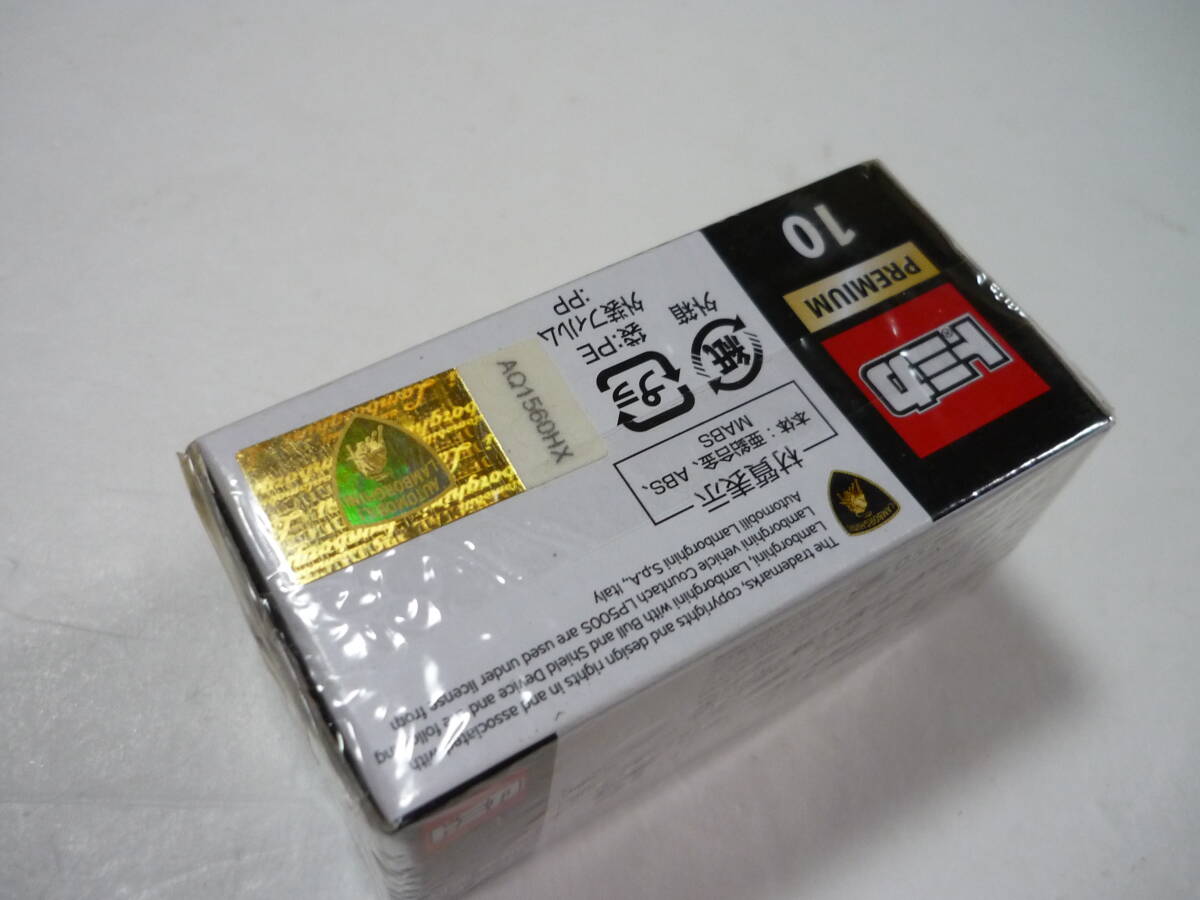 トミカ
PREMIUM
10
外箱
紙
プラ
袋:PE
外装フィルム
:PP
材質表示
本体：亜鉛合金、ABS、
MABS
AQ1560HX
AUTOMOBILI
LAMBORGHINI
LAMBORGHINI
The trademarks, copyrights and design rights in and associated with
Lamborghini, Lamborghini with Bull and Shield Device and the following
Lamborghini vehicle Countach LP500S are used under license from
Automobili Lamborghini S.p.A., Italy